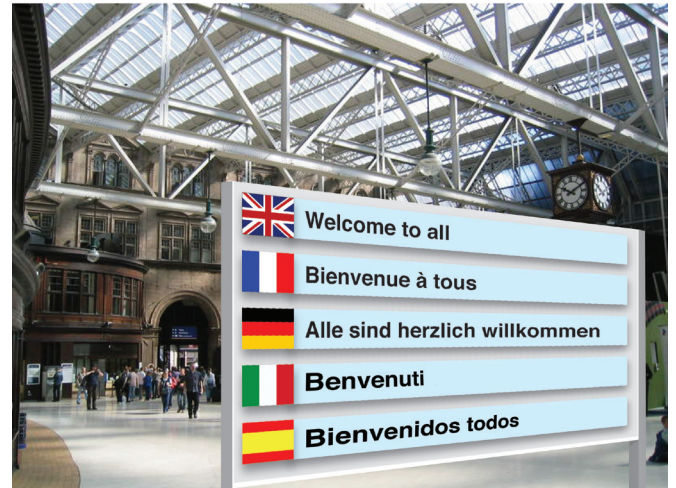 Welcome to all
Bienvenue à tous
Alle sind herzlich willkommen
Benvenuti
Bienvenidos todos